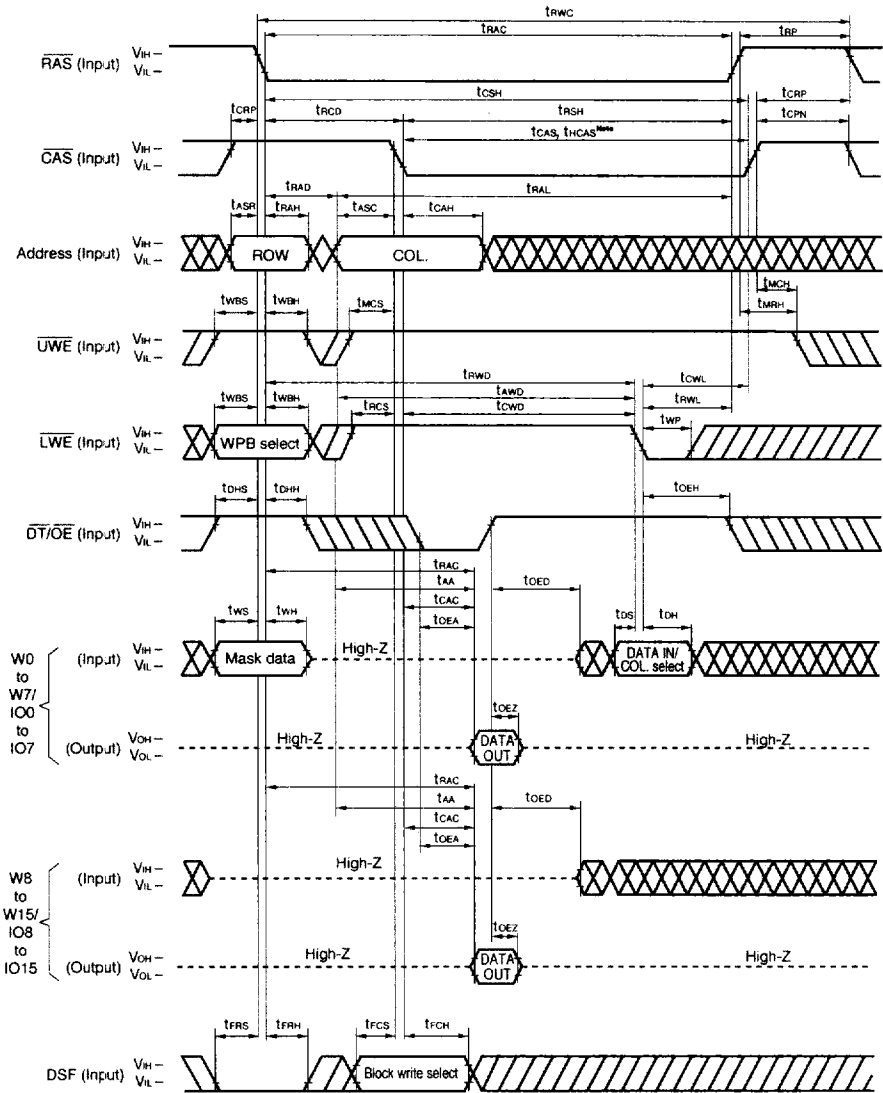 tRWC
tRAC
tRP
RAS (Input)
VIH
VIL
tCSH
tCRP
tCRP
tRCD
tRSH
tCPN
tCAS, tHCAS Note
CAS (Input)
VIH
VIL
tRAD
tRAL
tASR
tRAH
tASC
tCAH
Address (Input)
VIH
VIL
ROW
COL.
tMCH
tWBS
tWBH
tMCS
tMRH
UWE (Input)
VIH
VIL
tRWD
tCWL
tAWD
tWBS
tWBH
tRCS
tCWD
tRWL
tWP
LWE (Input)
VIH
VIL
WPB select
tDHS
tDHH
tOEH
DT/OE (Input)
VIH
VIL
tRAC
tAA
tOED
tCAC
tWS
tWH
tOEA
tDS
tDH
W0
to
W7/
IO0
to
IO7
(Input)
VIH
VIL
Mask data
High-Z
DATA IN/
COL. select
tOEZ
(Output)
VOH
VOL
High-Z
DATA
OUT
High-Z
tRAC
tAA
tOED
tCAC
tOEA
W8
to
W15/
IO8
to
IO15
(Input)
VIH
VIL
High-Z
tOEZ
(Output)
VOH
VOL
High-Z
DATA
OUT
High-Z
tFRS
tFRH
tFCS
tFCH
DSF (Input)
VIH
VIL
Block write select